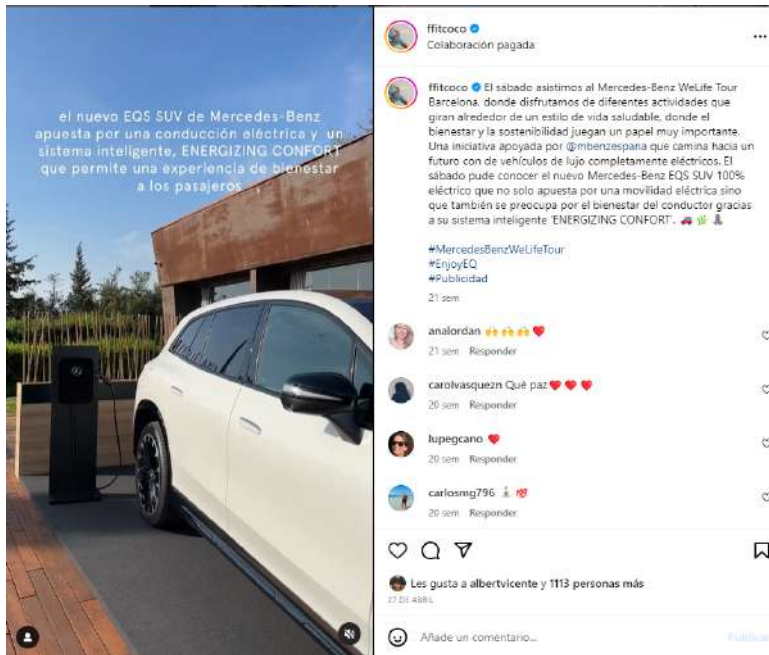 el nuevo EQS SUV de Mercedes-Benz
apuesta por una conducción eléctrica y un
sistema inteligente, ENERGIZING CONFORT
que permite una experiencia de bienestar
a los pasajeros
ffitcoco
Colaboración pagada
ffitcoco El sábado asistimos al Mercedes-Benz WeLife Tour
Barcelona, donde disfrutamos de diferentes actividades que
giran alrededor de un estilo de vida saludable, donde el
bienestar y la sostenibilidad juegan un papel muy importante.
Una iniciativa apoyada por @mbenzespana que camina hacia un
futuro con de vehículos de lujo completamente eléctricos. El
sábado pude conocer el nuevo Mercedes-Benz EQS SUV 100%
eléctrico que no solo apuesta por una movilidad eléctrica sino
que también se preocupa por el bienestar del conductor gracias
a su sistema inteligente 'ENERGIZING CONFORT'. 
#MercedesBenzWeLifeTour
#EnjoyEQ
#Publicidad
21 sem
analordan
21 sem Responder
carolvasquezn Qué paz
20 sem Responder
lupegcano
20 sem Responder
carlosmg796
20 sem Responder
Les gusta a albertvicente y 1113 personas más
27 DE ABRIL
Añade un comentario...
Publicar